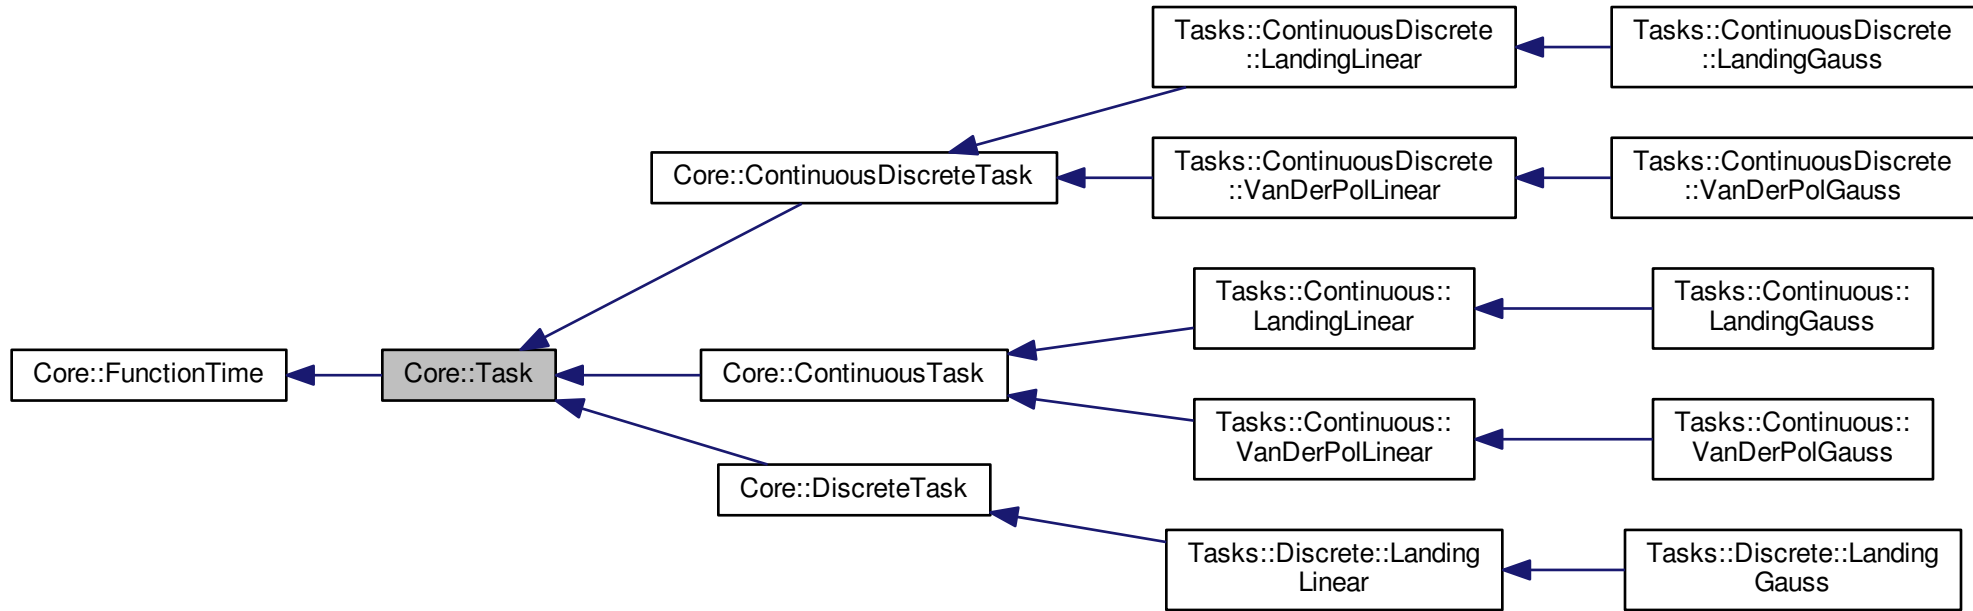 Core::FunctionTime
Core::Task
Core::ContinuousDiscreteTask
Core::ContinuousTask
Core::DiscreteTask
Tasks::ContinuousDiscrete
::LandingLinear
Tasks::ContinuousDiscrete
::VanDerPolLinear
Tasks::Continuous::
LandingLinear
Tasks::Continuous::
VanDerPolLinear
Tasks::Discrete::Landing
Linear
Tasks::ContinuousDiscrete
::LandingGauss
Tasks::ContinuousDiscrete
::VanDerPolGauss
Tasks::Continuous::
LandingGauss
Tasks::Continuous::
VanDerPolGauss
Tasks::Discrete::Landing
Gauss